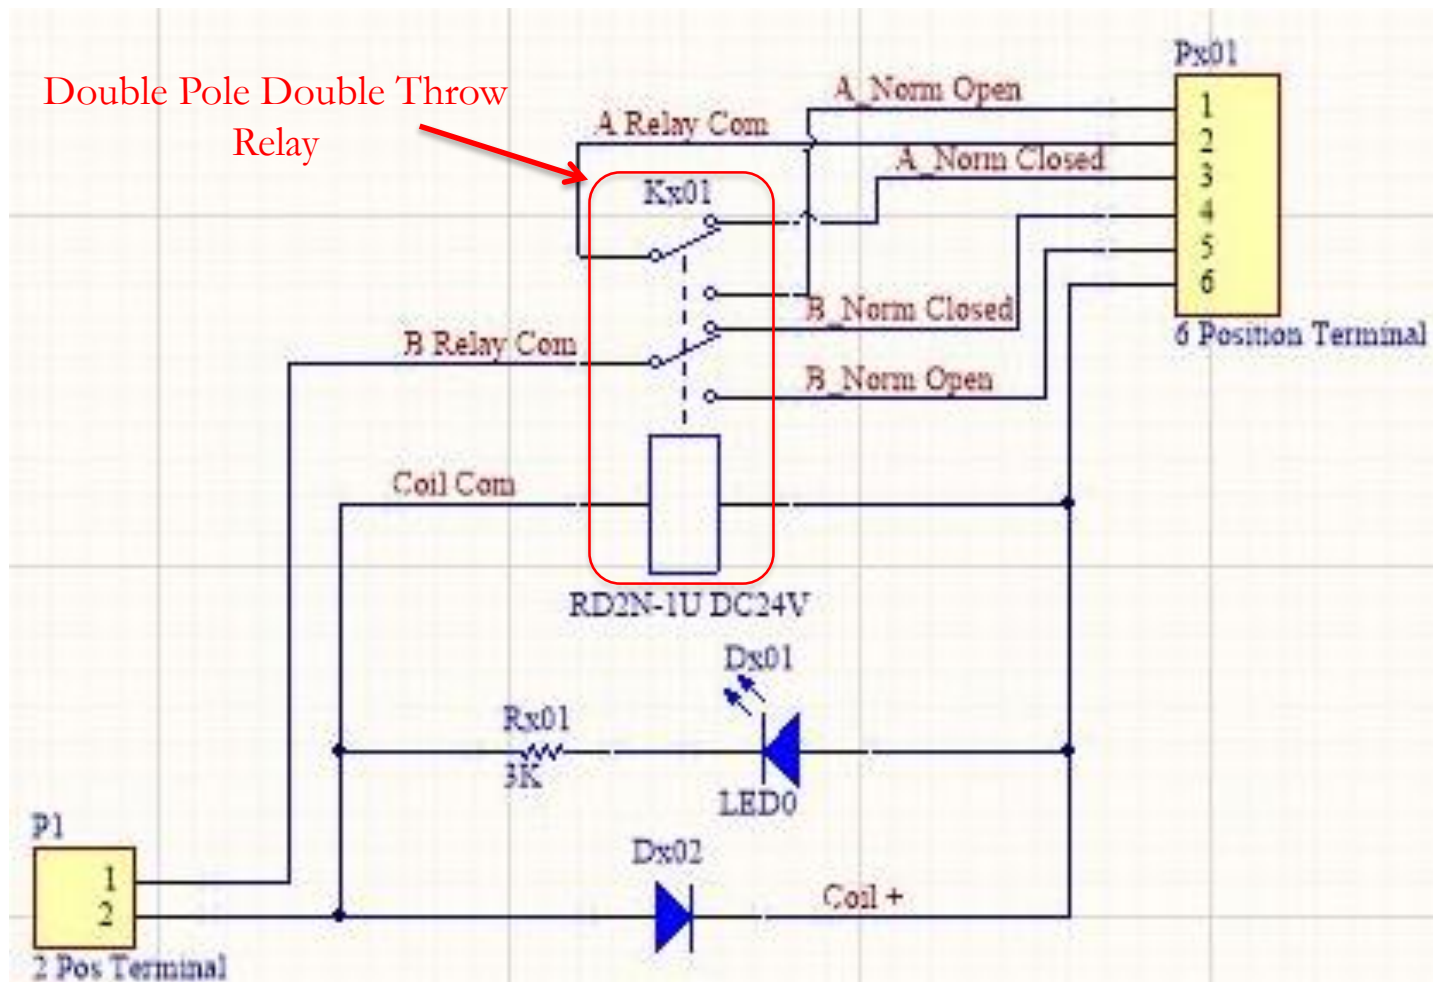 Px01
Double Pole Double Throw
Relay
A_Norm Open
A Relay Com
1
2
A_Norm Closed
3
Kx01
4
5
6
B_Norm Closed
6 Position Terminal
B Relay Com
B_Norm Open
Coil Com
RD2N-1U DC24V
Dx01
Rx01
3K
LED0
P1
Dx02
1
Coil +
2
2 Pos Terminal